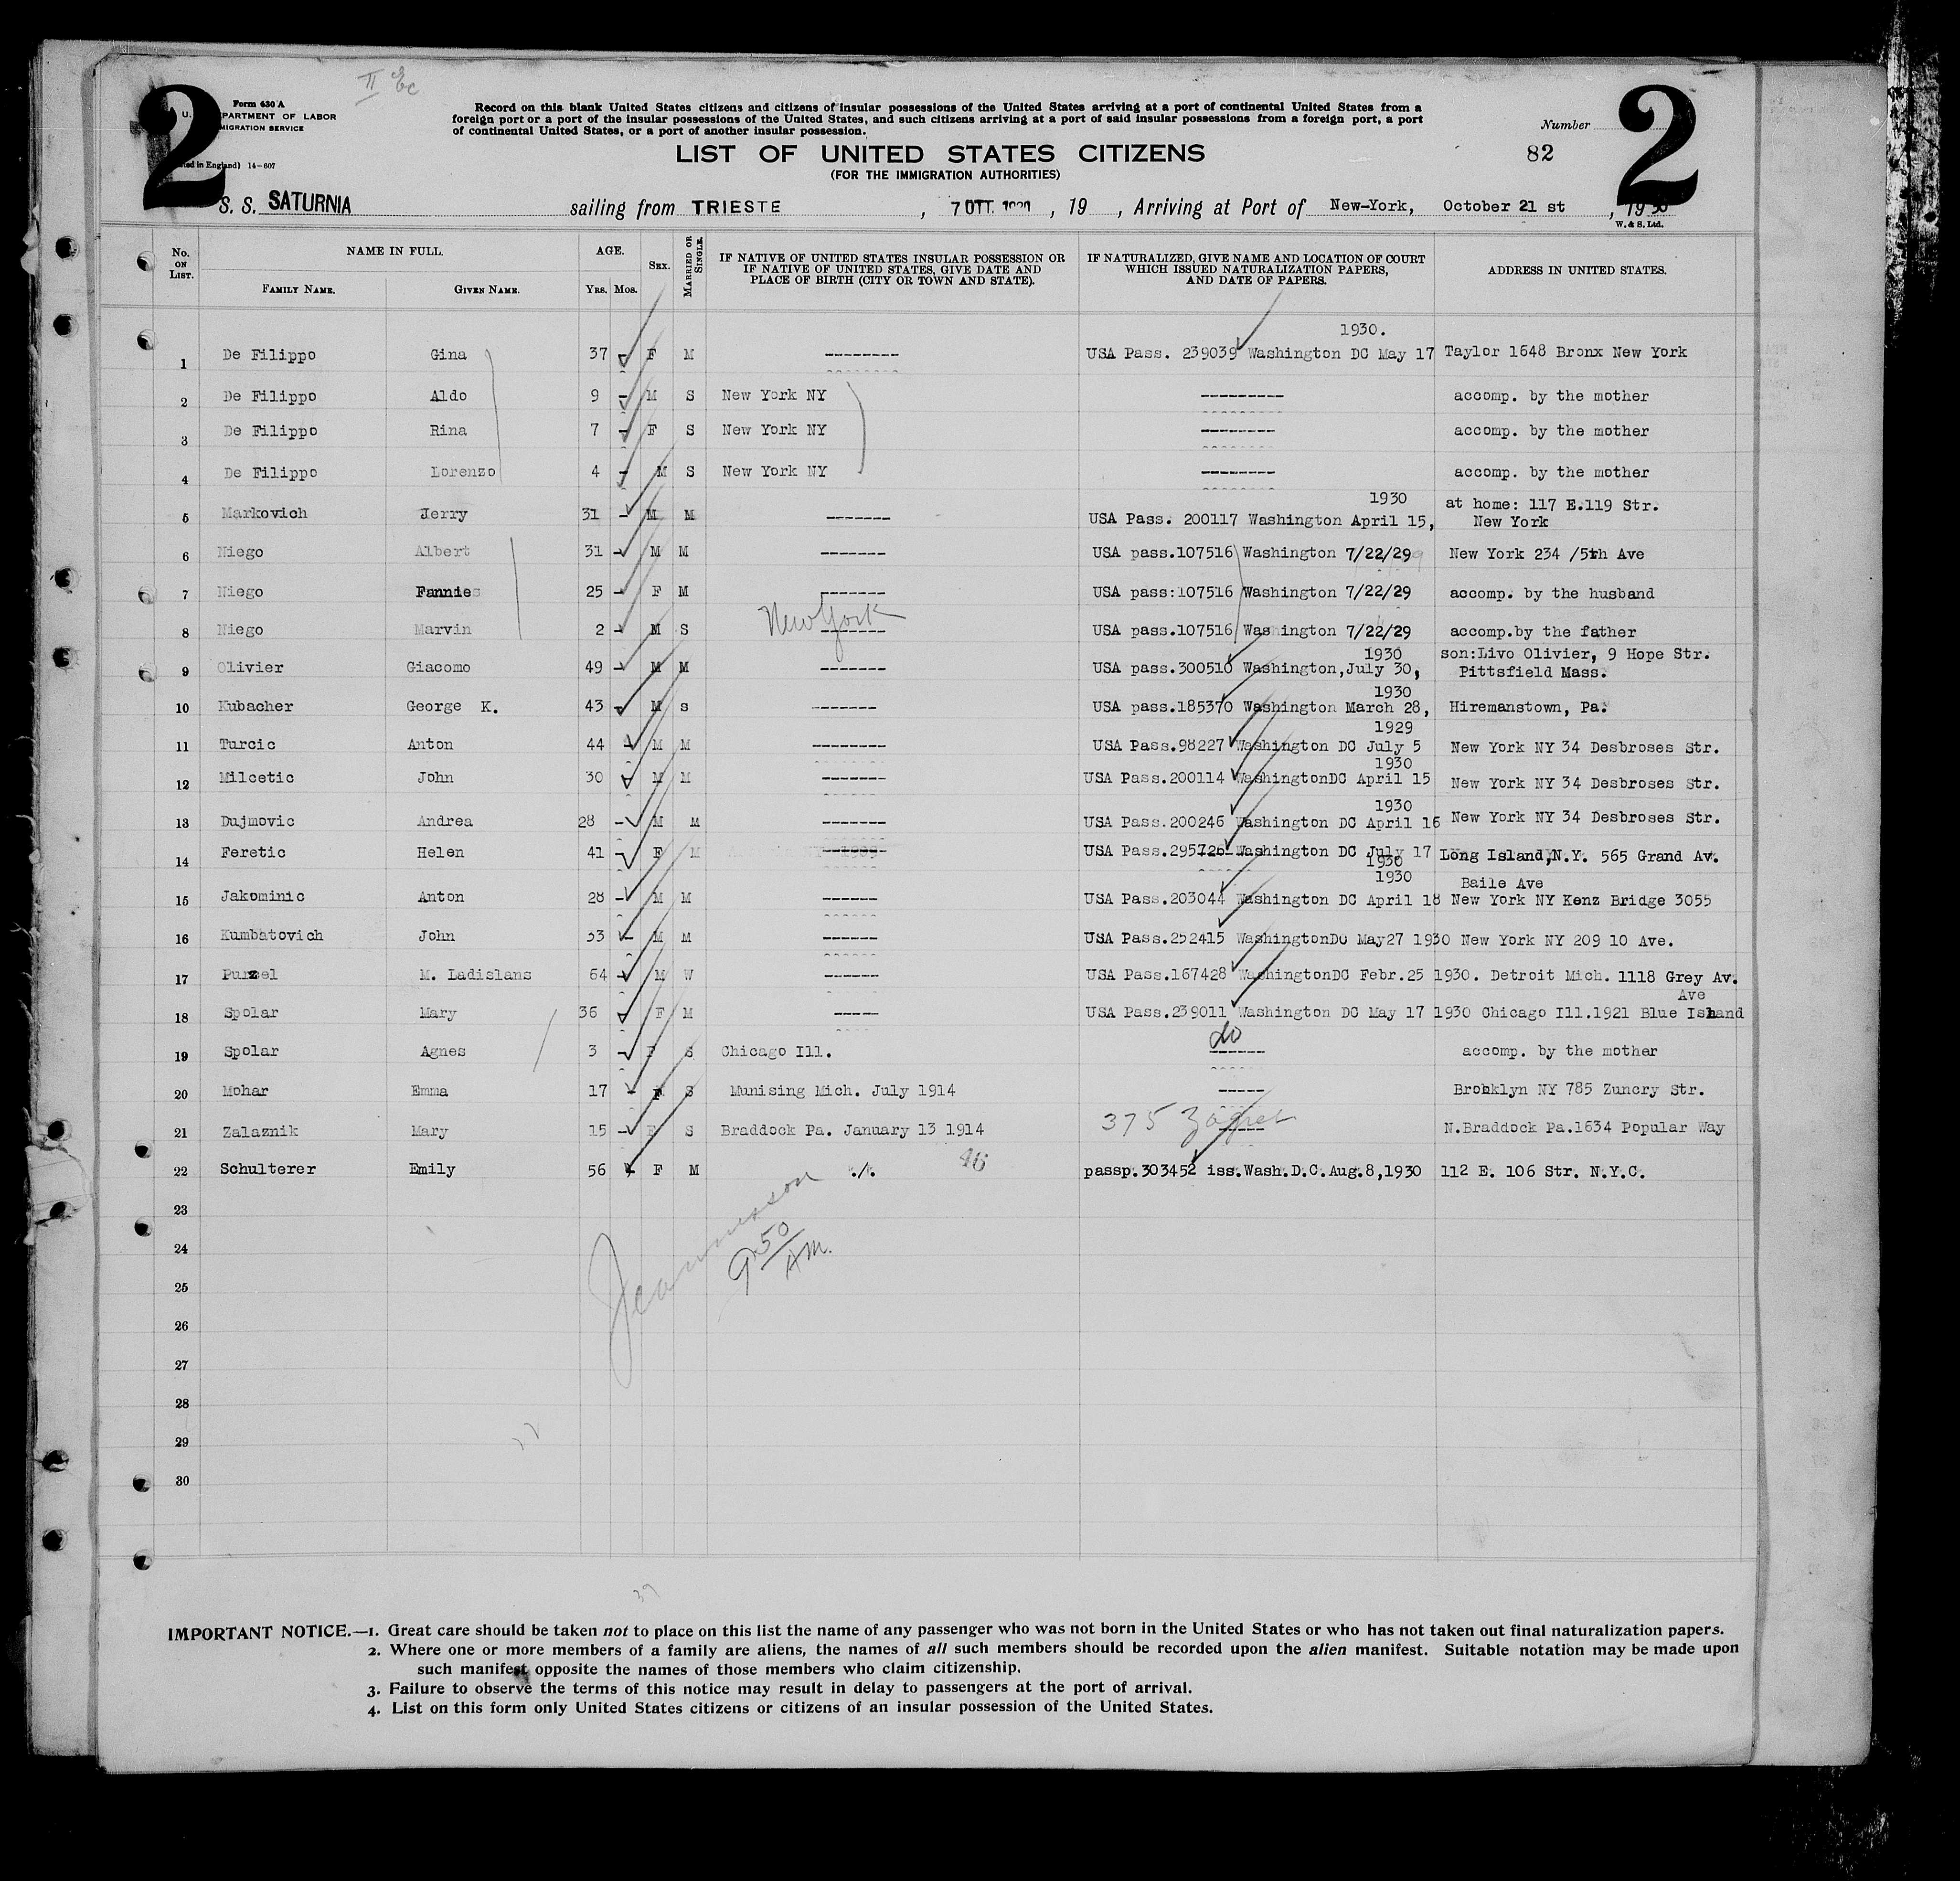 II Ec
2
2
Form 630 A
U. PARTMENT OF LABOR
MIGRATION SERVICE
ted in England) 14-607
Record on this blank United States citizens and citizens of insular possessions of the United States arriving at a port of continental United States from a
foreign port or a port of the insular possessions of the United States, and such citizens arriving at a port of said insular possessions from a foreign port, a port
of continental United States, or a port of another insular possession.
Number
82
LIST OF UNITED STATES CITIZENS
(FOR THE IMMIGRATION AUTHORITIES)
S. S. SATURNIA sailing from TRIESTE, 7 OTT. , 19 , Arriving at Port of New-York, October 21 st, 1930
W. & S. Ltd.
No. ON LIST. NAME IN FULL. AGE. SEX. MARRIED OR SINGLE. IF NATIVE OF UNITED STATES INSULAR POSSESSION OR IF NATIVE OF UNITED STATES, GIVE DATE AND PLACE OF BIRTH (CITY OR TOWN AND STATE). IF NATURALIZED, GIVE NAME AND LOCATION OF COURT WHICH ISSUED NATURALIZATION PAPERS, AND DATE OF PAPERS. ADDRESS IN UNITED STATES.
FAMILY NAME. GIVEN NAME. YRS. MOS.
1930.
1 De Filippo Gina 37 F M -------- USA Pass. 239039 Washington DC May 17 Taylor 1648 Bronx New York
2 De Filippo Aldo 9 - M S New York NY --------- accomp. by the mother
3 De Filippo Rina 7 - F S New York NY -------- accomp. by the mother
4 De Filippo Lorenzo 4 - M S New York NY -------- accomp. by the mother
1930 at home: 117 E.119 Str.
5 Markovich Jerry 31 - M M ------- USA Pass. 200117 Washington April 15, New York
6 Niego Albert 31 - M M ------- USA pass.107516 Washington 7/22/29 New York 234 /5th Ave
7 Niego Fannie 25 - F M ------- USA pass:107516 Washington 7/22/29 accomp. by the husband
New York
8 Niego Marvin 2 - M S ------- USA pass.107516 Washington 7/22/29 accomp.by the father
1930 son:Livo Olivier, 9 Hope Str.
9 Olivier Giacomo 49 - M M ------- USA pass.300510 Washington,July 30, Pittsfield Mass.
1930
10 Kubacher George K. 43 - M s ------- USA pass.185370 Washington March 28, Hiremanstown, Pa.
1929
11 Turcic Anton 44 - M M -------- USA Pass.98227 Washington DC July 5 New York NY 34 Desbroses Str.
1930
12 Milcetic John 30 - M M ------- USA Pass.200114 WashingtonDC April 15 New York NY 34 Desbroses Str.
1930
13 Dujmovic Andrea 28 - M M ------- USA Pass.200246 Washington DC April 16 New York NY 34 Desbroses Str.
14 Feretic Helen 41 - F M ------- USA Pass.295726 Washington DC July 17 Long Island,N.Y. 565 Grand Av.
1930
1930 Baile Ave
15 Jakominic Anton 28 - M M ------ USA Pass.203044 Washington DC April 18 New York NY Kenz Bridge 3055
16 Kumbatovich John 33 - M M ------ USA Pass.252415 WashingtonDC May27 1930 New York NY 209 10 Ave.
17 Purzel M. Ladislans 64 - M W ------ USA Pass.167428 WashingtonDC Febr.25 1930. Detroit Mich. 1118 Grey Av.
Ave
18 Spolar Mary 36 - F M ----- USA Pass.239011 Washington DC May 17 1930 Chicago Ill.1921 Blue Island
do
19 Spolar Agnes 3 - F S Chicago Ill. ------ accomp. by the mother
20 Mohar Emma 17 - F S Munising Mich. July 1914 ----- Brooklyn NY 785 Zuncry Str.
21 Zalaznik Mary 15 - F S Braddock Pa. January 13 1914 375 Zagreb N.Braddock Pa.1634 Popular Way
46
22 Schulterer Emily 56 - F M ./. passp.303452 iss.Wash.D.C.Aug.8,1930 112 E. 106 Str. N.Y.C.
23
24
9 50 AM.
25
26
27
28
29
30
IMPORTANT NOTICE.—1. Great care should be taken not to place on this list the name of any passenger who was not born in the United States or who has not taken out final naturalization papers.
2. Where one or more members of a family are aliens, the names of all such members should be recorded upon the alien manifest. Suitable notation may be made upon
such manifest opposite the names of those members who claim citizenship.
3. Failure to observe the terms of this notice may result in delay to passengers at the port of arrival.
4. List on this form only United States citizens or citizens of an insular possession of the United States.